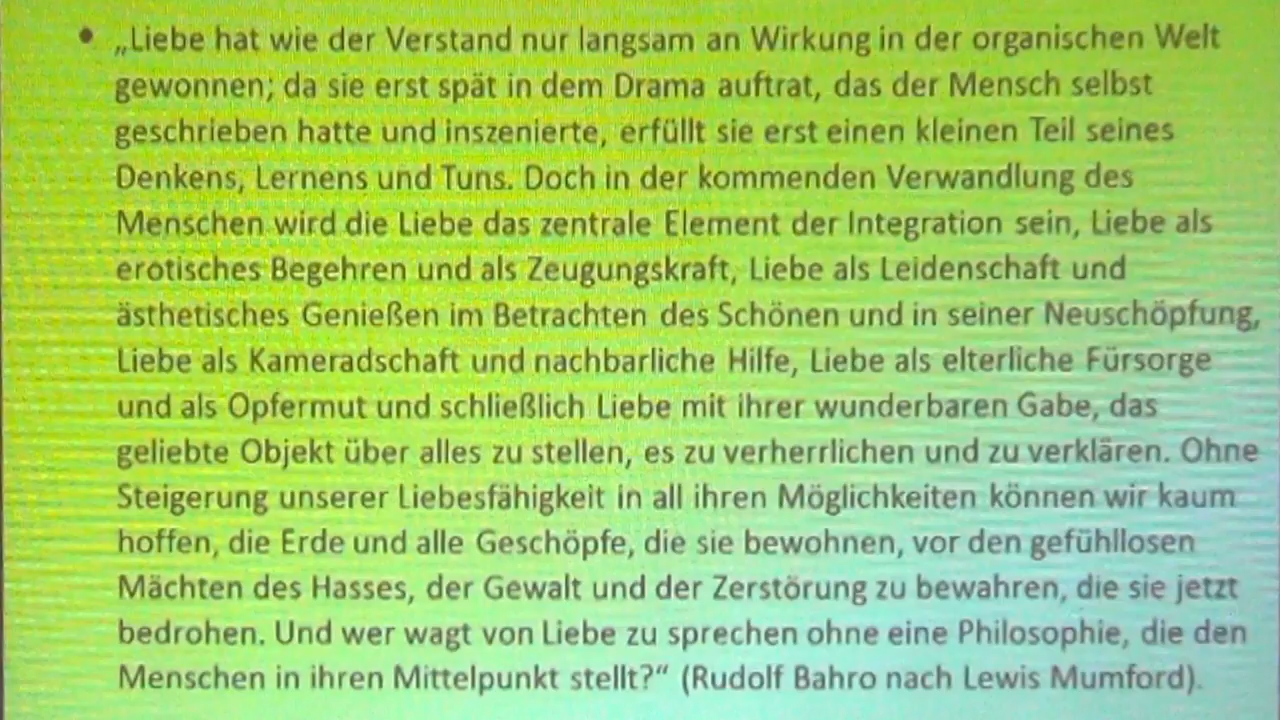 • „Liebe hat wie der Verstand nur langsam an Wirkung in der organischen Welt
gewonnen; da sie erst spät in dem Drama auftrat, das der Mensch selbst
geschrieben hatte und inszenierte, erfüllt sie erst einen kleinen Teil seines
Denkens, Lernens und Tuns. Doch in der kommenden Verwandlung des
Menschen wird die Liebe das zentrale Element der Integration sein, Liebe als
erotisches Begehren und als Zeugungskraft, Liebe als Leidenschaft und
ästhetisches Genießen im Betrachten des Schönen und in seiner Neuschöpfung,
Liebe als Kameradschaft und nachbarliche Hilfe, Liebe als elterliche Fürsorge
und als Opfermut und schließlich Liebe mit ihrer wunderbaren Gabe, das
geliebte Objekt über alles zu stellen, es zu verherrlichen und zu verklären. Ohne
Steigerung unserer Liebesfähigkeit in all ihren Möglichkeiten können wir kaum
hoffen, die Erde und alle Geschöpfe, die sie bewohnen, vor den gefühllosen
Mächten des Hasses, der Gewalt und der Zerstörung zu bewahren, die sie jetzt
bedrohen. Und wer wagt von Liebe zu sprechen ohne eine Philosophie, die den
Menschen in ihren Mittelpunkt stellt?“ (Rudolf Bahro nach Lewis Mumford).